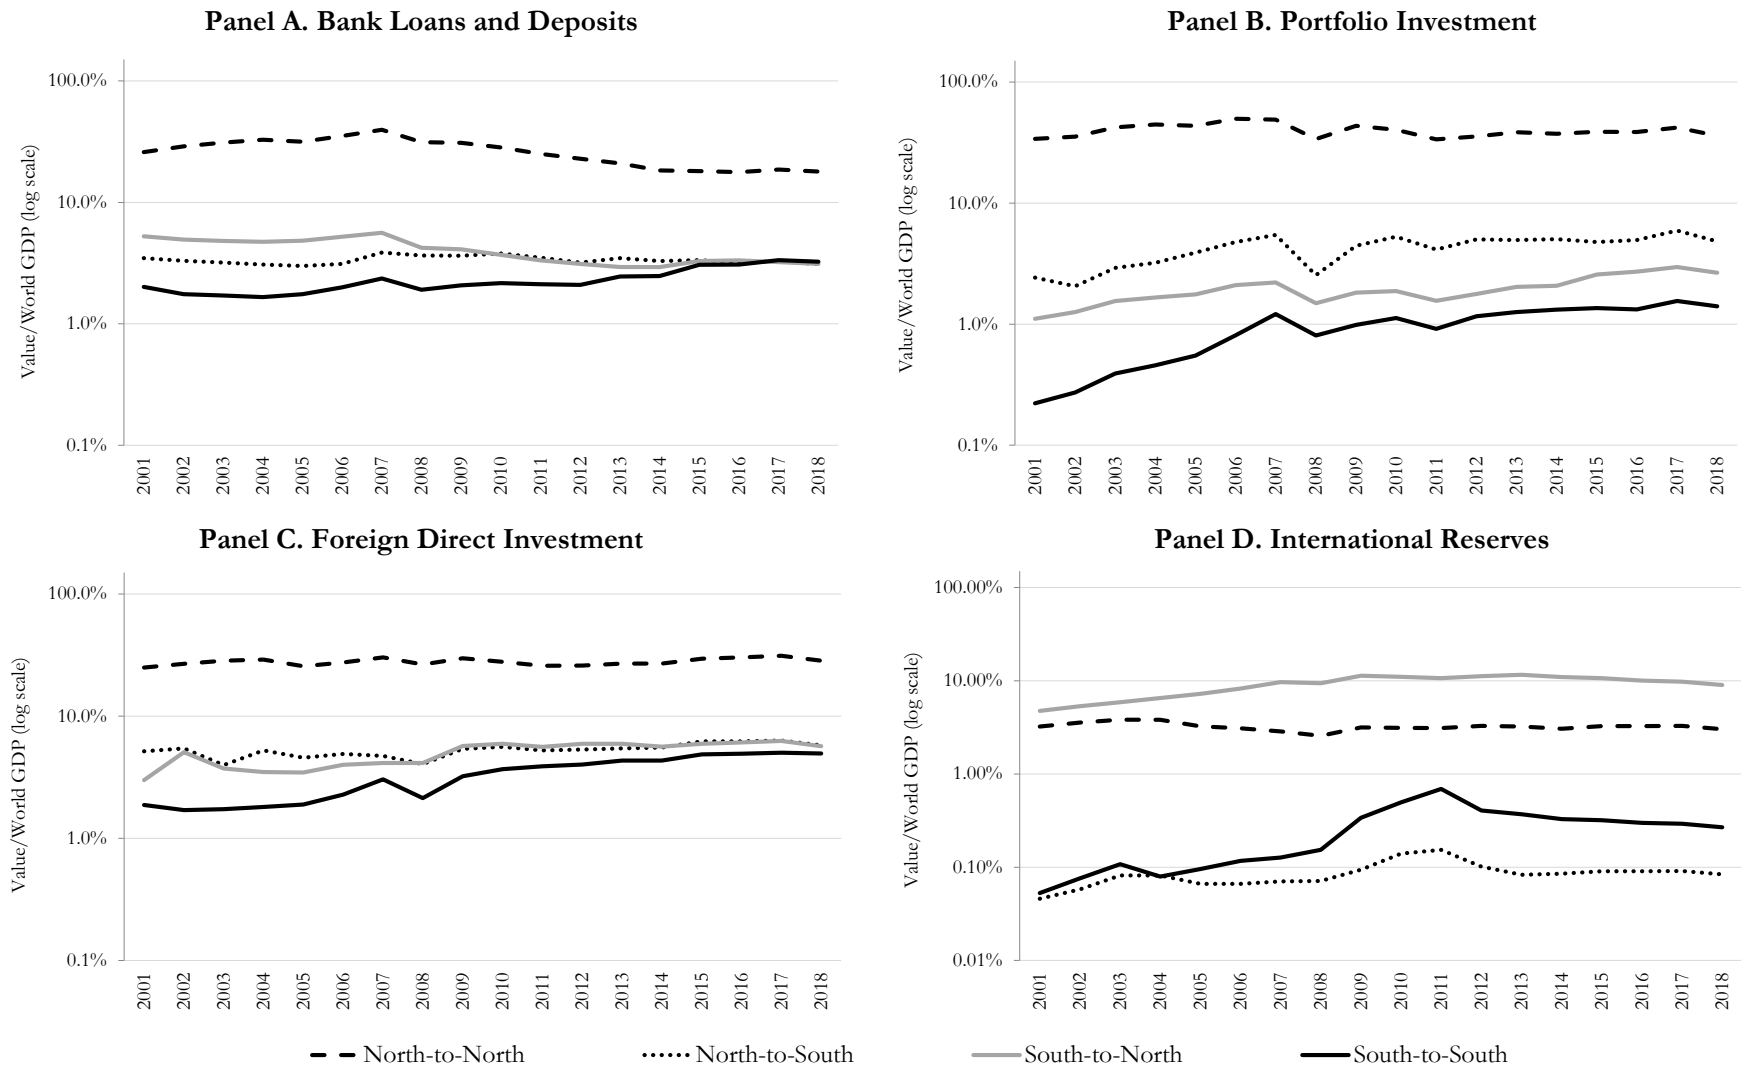 Panel A. Bank Loans and Deposits
Value/World GDP (log scale)
100.0%
10.0%
1.0%
0.1%
2001 2002 2003 2004 2005 2006 2007 2008 2009 2010 2011 2012 2013 2014 2015 2016 2017 2018
Panel B. Portfolio Investment
Value/World GDP (log scale)
100.0%
10.0%
1.0%
0.1%
2001 2002 2003 2004 2005 2006 2007 2008 2009 2010 2011 2012 2013 2014 2015 2016 2017 2018
Panel C. Foreign Direct Investment
Value/World GDP (log scale)
100.0%
10.0%
1.0%
0.1%
2001 2002 2003 2004 2005 2006 2007 2008 2009 2010 2011 2012 2013 2014 2015 2016 2017 2018
Panel D. International Reserves
Value/World GDP (log scale)
100.00%
10.00%
1.00%
0.10%
0.01%
2001 2002 2003 2004 2005 2006 2007 2008 2009 2010 2011 2012 2013 2014 2015 2016 2017 2018
North-to-North North-to-South South-to-North South-to-South